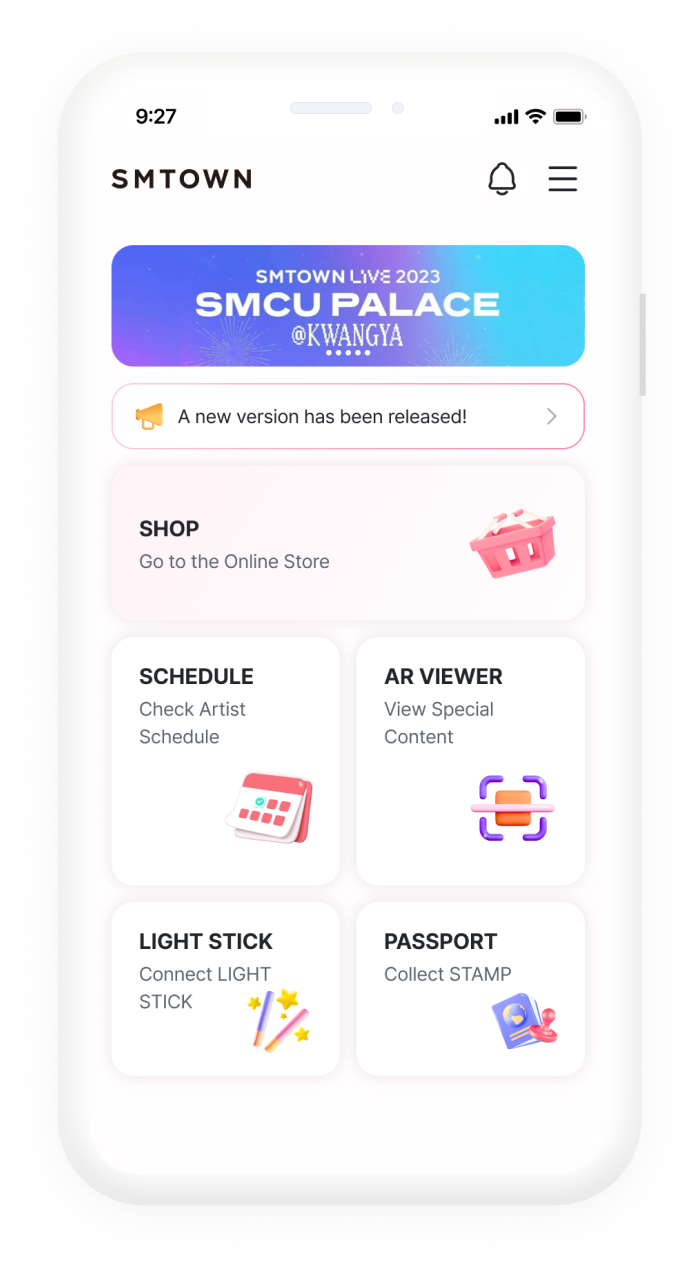 9:27
SMTOWN
SMTOWN LIVE 2023
SMCU PALACE
@KWANGYA
A new version has been released!
SHOP
Go to the Online Store
SCHEDULE
Check Artist
Schedule
AR VIEWER
View Special
Content
LIGHT STICK
Connect LIGHT
STICK
PASSPORT
Collect STAMP